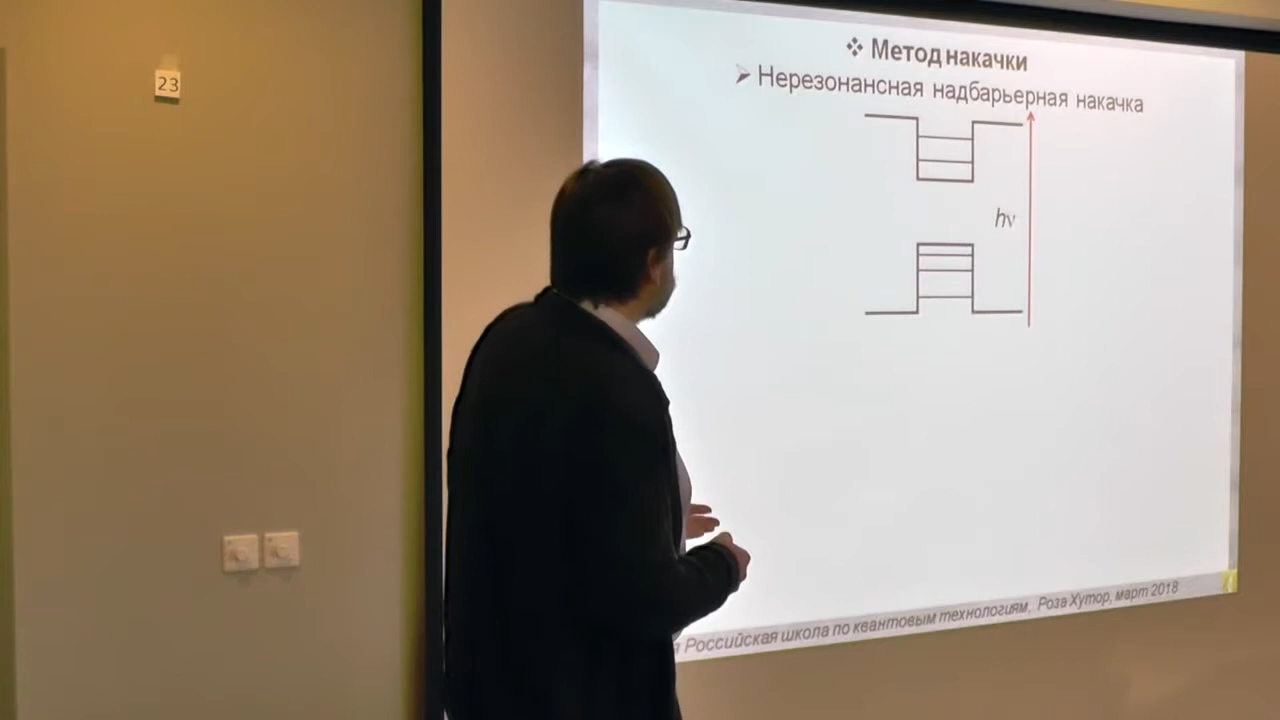 23
❖ Метод накачки
➢ Нерезонансная надбарьерная накачка
hν
Российская школа по квантовым технологиям, Роза Хутор, март 2018